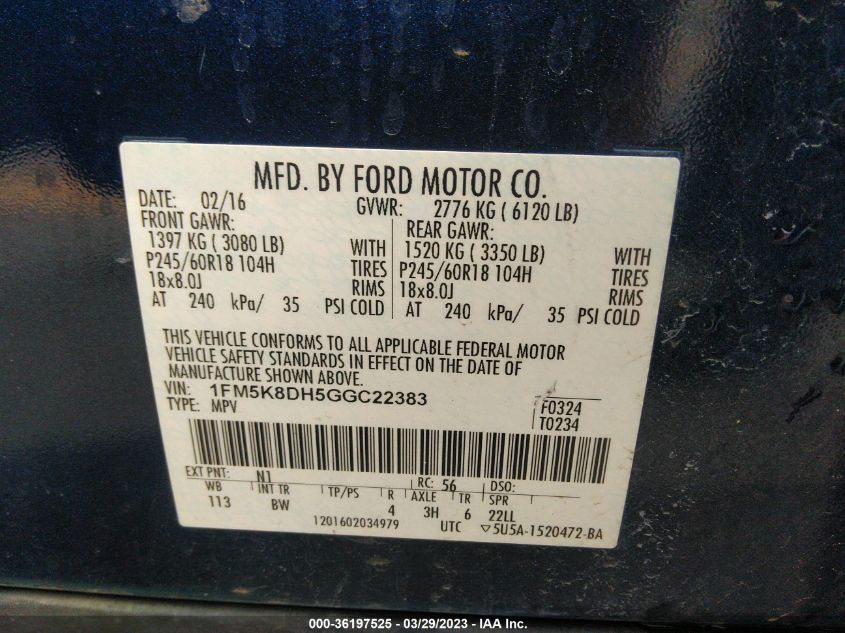 MFD. BY FORD MOTOR CO.
DATE: 02/16 GVWR: 2776 KG ( 6120 LB)
FRONT GAWR: REAR GAWR:
1397 KG ( 3080 LB) WITH 1520 KG ( 3350 LB) WITH
P245/60R18 104H TIRES P245/60R18 104H TIRES
18x8.0J RIMS 18x8.0J RIMS
AT 240 kPa/ 35 PSI COLD AT 240 kPa/ 35 PSI COLD
THIS VEHICLE CONFORMS TO ALL APPLICABLE FEDERAL MOTOR
VEHICLE SAFETY STANDARDS IN EFFECT ON THE DATE OF
MANUFACTURE SHOWN ABOVE.
VIN: 1FM5K8DH5GGC22383
TYPE: MPV
F0324
T0234
EXT PNT: N1 RC: 56 DSO:
WB INT TR TP/PS R AXLE TR SPR
113 BW 4 3H 6 22LL
1201602034979 UTC ▽5U5A-1520472-BA
000-36197525 - 03/29/2023 - IAA Inc.